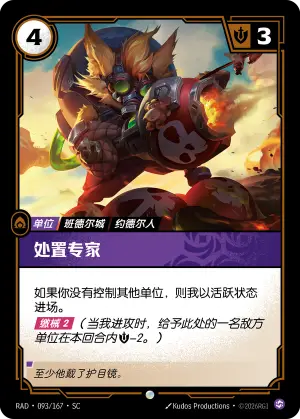 4
3
单位 班德尔城 约德尔人
处置专家
如果你没有控制其他单位，则我以活跃状态
进场。
缴械 2 （当我进攻时，给予此处的一名敌方
单位在本回合内-2。）
至少他戴了护目镜。
RAD • 093/167 • SC
Kudos Productions • ©2026RGI